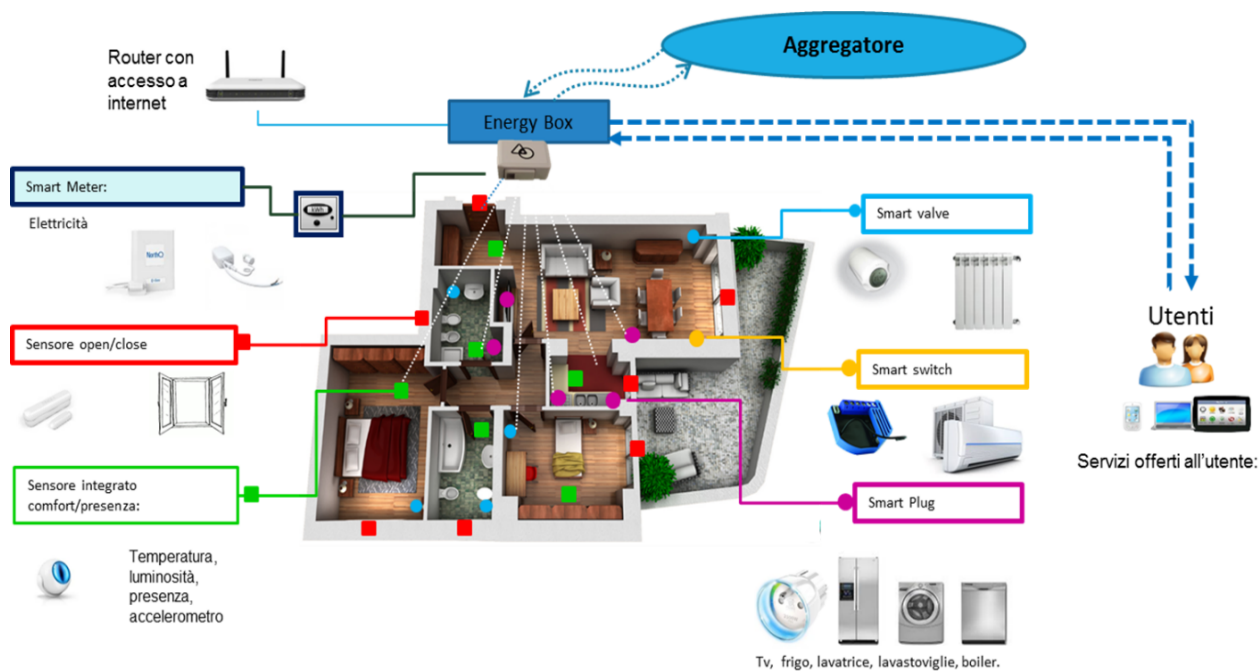 Aggregatore
Router con
accesso a
internet
Energy Box
Smart Meter:
kWh
Elettricità
Smart valve
Sensore open/close
Utenti
Smart switch
Servizi offerti all'utente:
Sensore integrato
comfort/presenza:
Smart Plug
Temperatura,
luminosità,
presenza,
accelerometro
Tv, frigo, lavatrice, lavastoviglie, boiler.